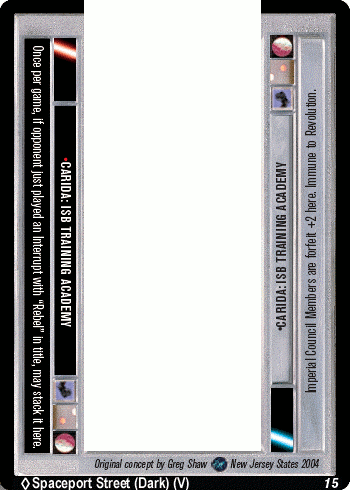 Once per game, if opponent just played an Interrupt with "Rebel" in title, may stack it here.
•CARIDA: ISB TRAINING ACADEMY
•CARIDA: ISB TRAINING ACADEMY
Imperial Council Members are forfeit +2 here. Immune to Revolution.
Original concept by Greg Shaw New Jersey States 2004
◊ Spaceport Street (Dark) (V) 15